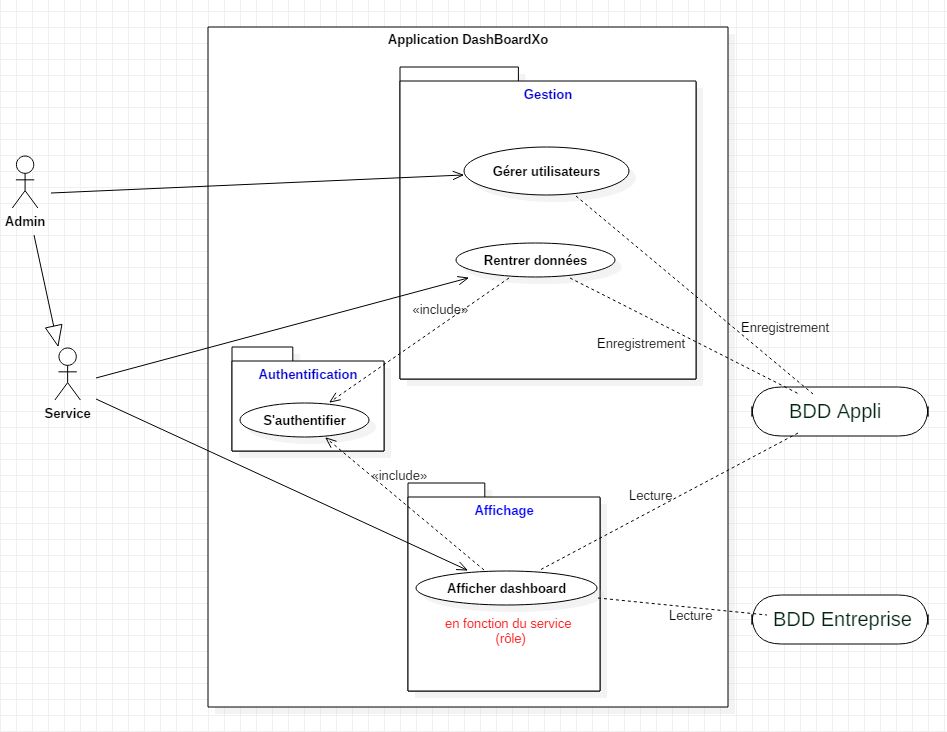 Application DashBoardXo
Gestion
Gérer utilisateurs
Admin
Rentrer données
«include»
Enregistrement
Enregistrement
Authentification
Service
S'authentifier
BDD Appli
«include»
Lecture
Affichage
Afficher dashboard
en fonction du service
(rôle)
Lecture
BDD Entreprise